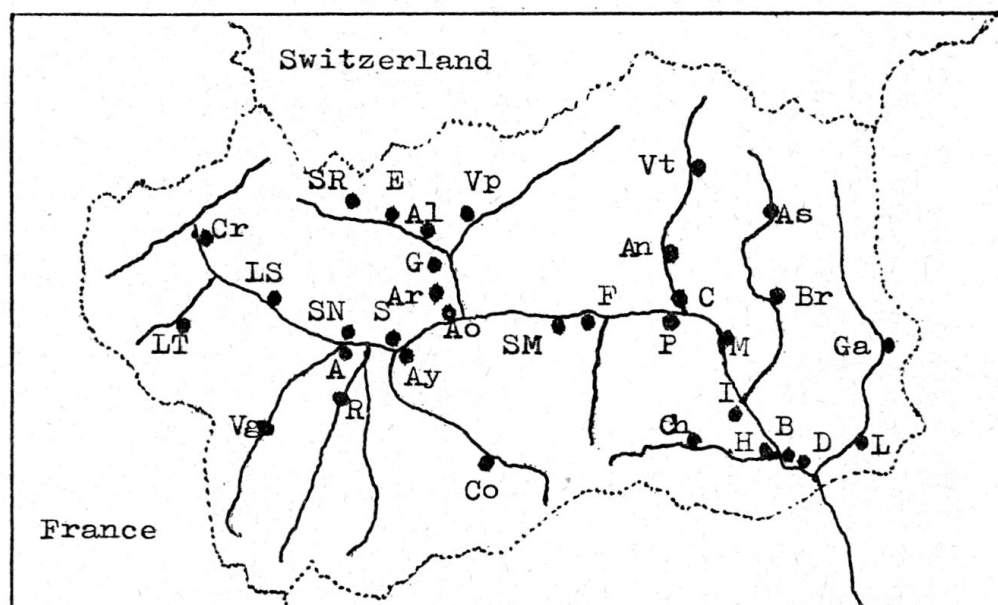 Switzerland
SR E Vp
Vt
Al
As
Cr
An
G
LS
Ar
C Br
SN S
Ao
F
LT
SM
P
M
Ga
A
Ay
R
I
Vg
Ch
H B
D L
Co
France